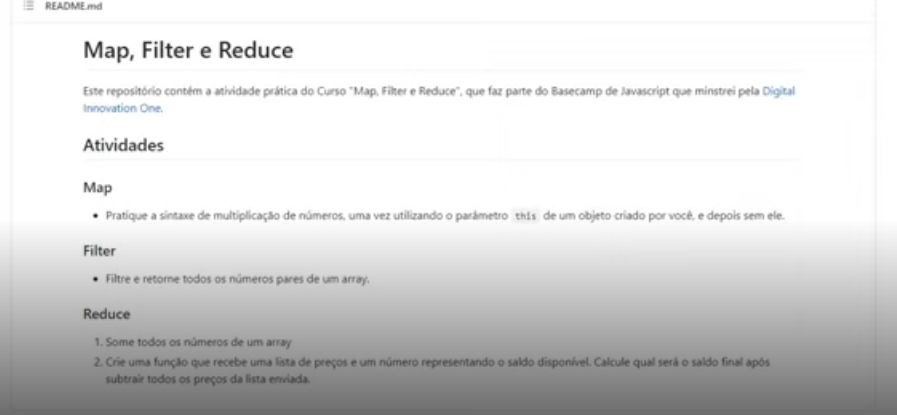 README.md
Map, Filter e Reduce
Este repositório contém a atividade prática do Curso "Map, Filter e Reduce", que faz parte do Basecamp de Javascript que minstrei pela Digital
Innovation One.
Atividades
Map
• Pratique a sintaxe de multiplicação de números, uma vez utilizando o parâmetro this de um objeto criado por você, e depois sem ele.
Filter
• Filtre e retorne todos os números pares de um array.
Reduce
1. Some todos os números de um array
2. Crie uma função que recebe uma lista de preços e um número representando o saldo disponível. Calcule qual será o saldo final após
subtrair todos os preços da lista enviada.